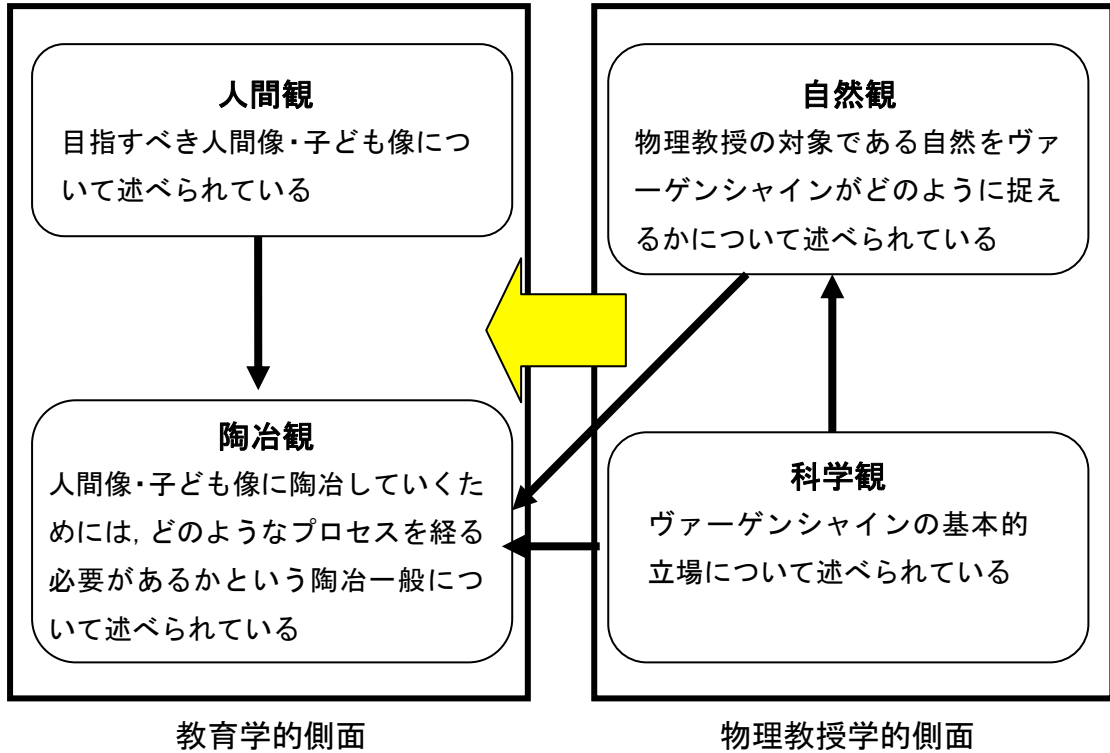 人間観
目指すべき人間像・子ども像につ
いて述べられている
陶冶観
人間像・子ども像に陶冶していくた
めには，どのようなプロセスを経る
必要があるかという陶冶一般につ
いて述べられている
教育学的側面
自然観
物理教授の対象である自然をヴァ
ーゲンシャインがどのように捉え
るかについて述べられている
科学観
ヴァーゲンシャインの基本的
立場について述べられている
物理教授学的側面